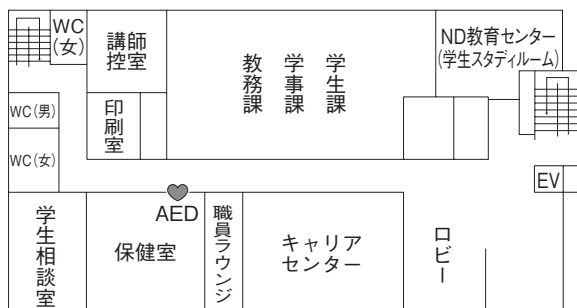 WC
(女)
講師
控室
教務課
学事課
学生課
ND教育センター
(学生スタディルーム)
WC(男)
印刷室
WC(女)
EV
AED
学生相談室
保健室
職員ラウンジ
キャリア
センター
ロビー